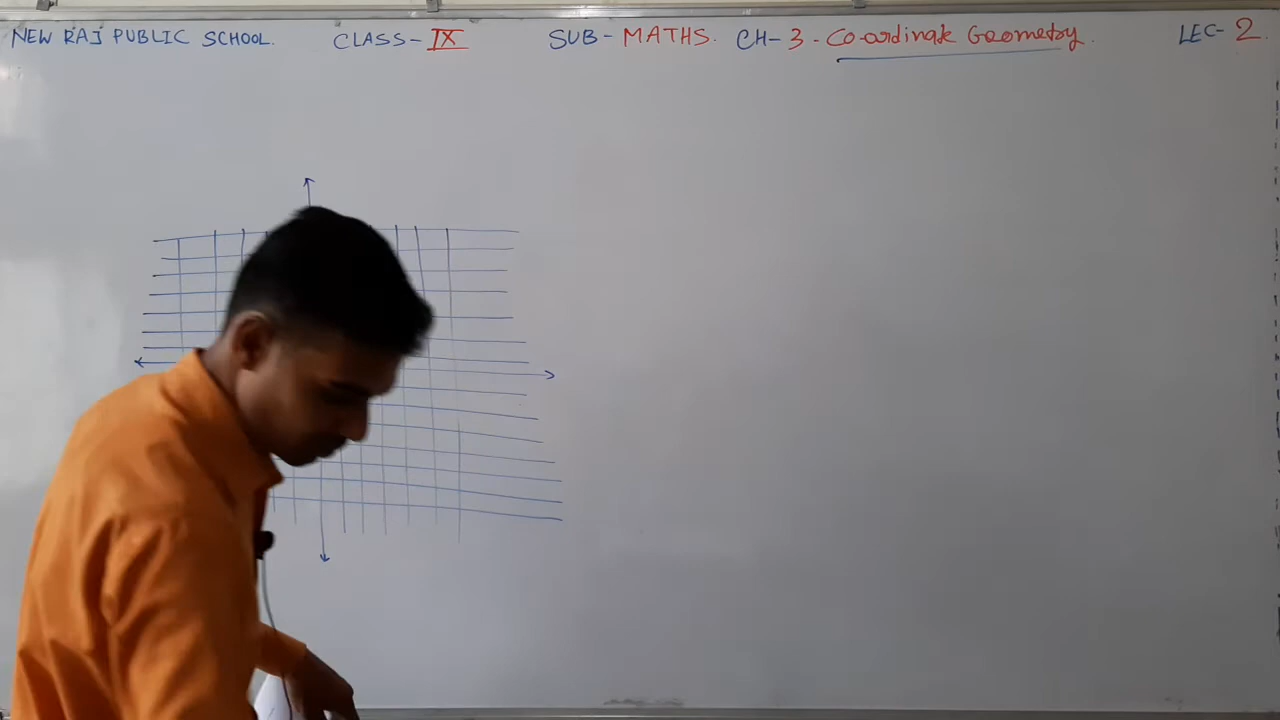 NEW RAJ PUBLIC SCHOOL. CLASS-IX SUB-MATHS. CH-3-Co-ordinate Geometry. LEC-2.